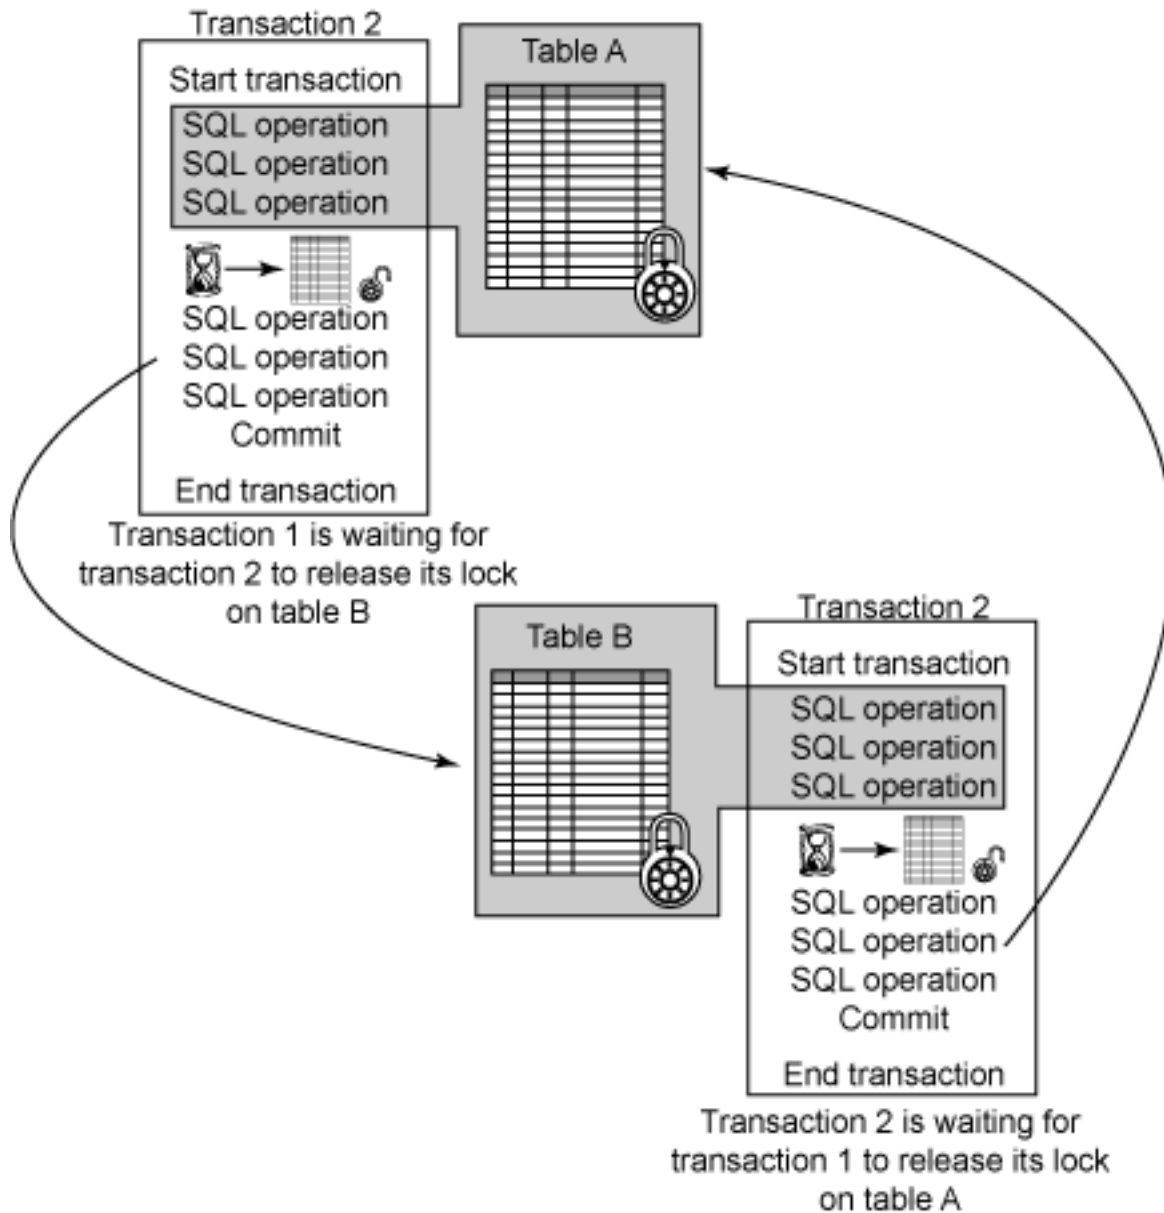 Transaction 2
Table A
Start transaction
SQL operation
SQL operation
SQL operation
SQL operation
SQL operation
SQL operation
Commit
End transaction
Transaction 1 is waiting for
transaction 2 to release its lock
on table B
Table B
Transaction 2
Start transaction
SQL operation
SQL operation
SQL operation
SQL operation
SQL operation
SQL operation
Commit
End transaction
Transaction 2 is waiting for
transaction 1 to release its lock
on table A